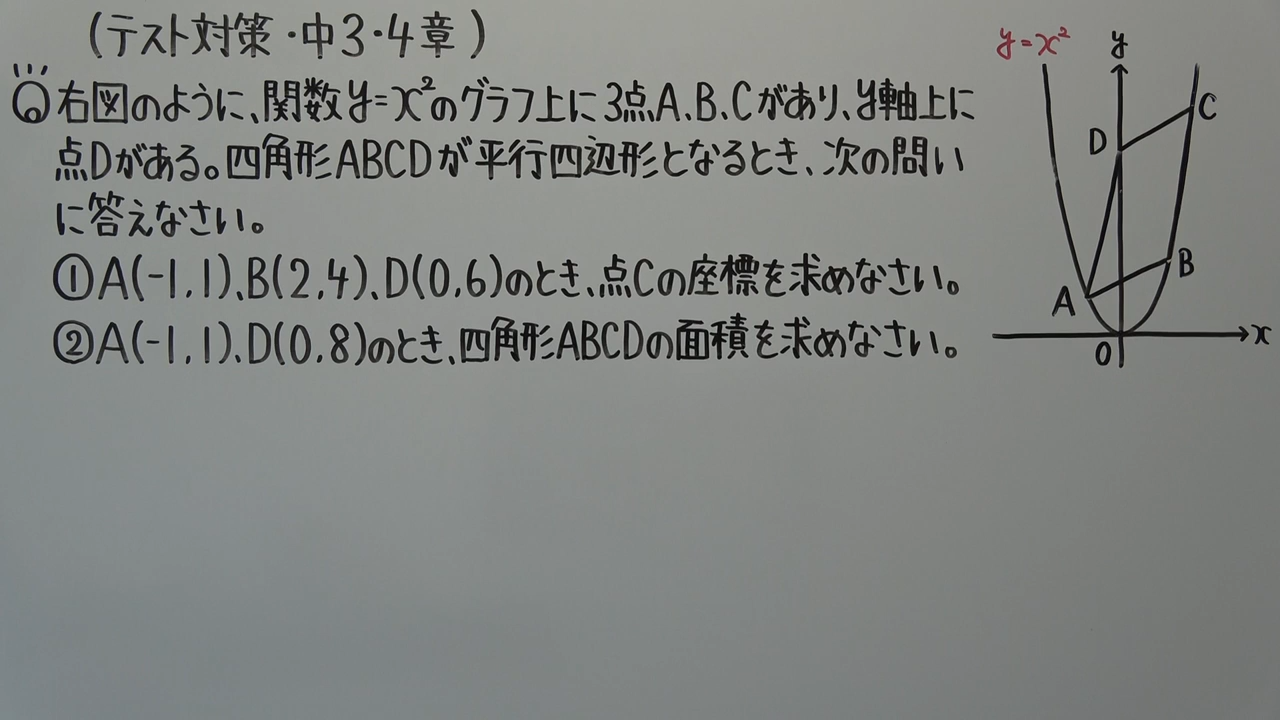 (テスト対策・中3・4章)
Q 右図のように、関数y=x²のグラフ上に3点A、B、Cがあり、y軸上に
点Dがある。四角形ABCDが平行四辺形となるとき、次の問い
に答えなさい。
①A(-1,1)、B(2,4)、D(0,6)のとき、点Cの座標を求めなさい。
②A(-1,1)、D(0,8)のとき、四角形ABCDの面積を求めなさい。
y=x²
y
C
D
B
A
x
O